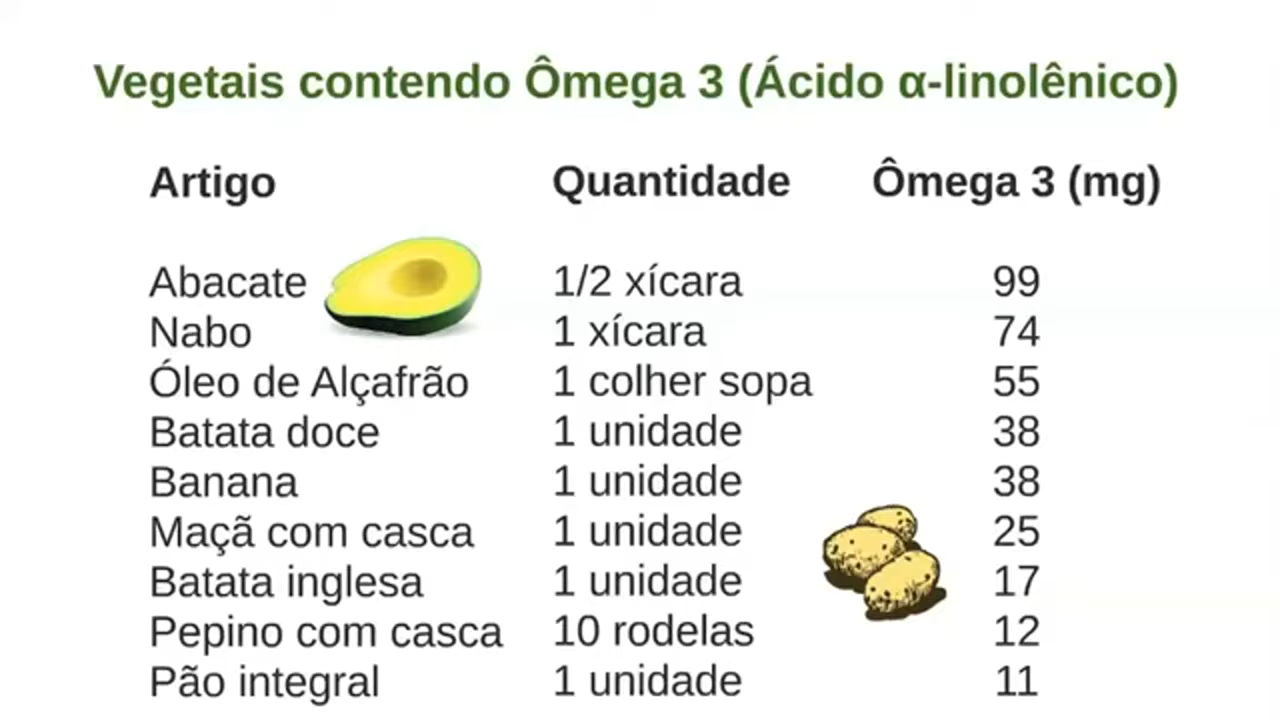 Vegetais contendo Ômega 3 (Ácido α-linolênico)
Artigo Quantidade Ômega 3 (mg)
Abacate 1/2 xícara 99
Nabo 1 xícara 74
Óleo de Alçafrão 1 colher sopa 55
Batata doce 1 unidade 38
Banana 1 unidade 38
Maçã com casca 1 unidade 25
Batata inglesa 1 unidade 17
Pepino com casca 10 rodelas 12
Pão integral 1 unidade 11